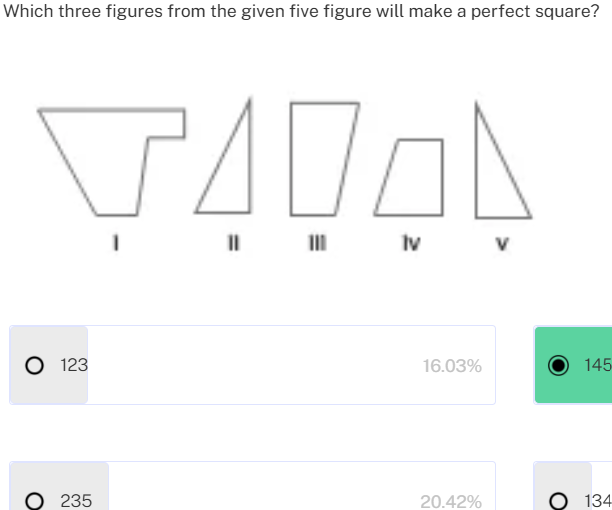 Which three figures from the given five figure will make a perfect square?
I II III Iv v
123 16.03% 145
235 20.42% 134